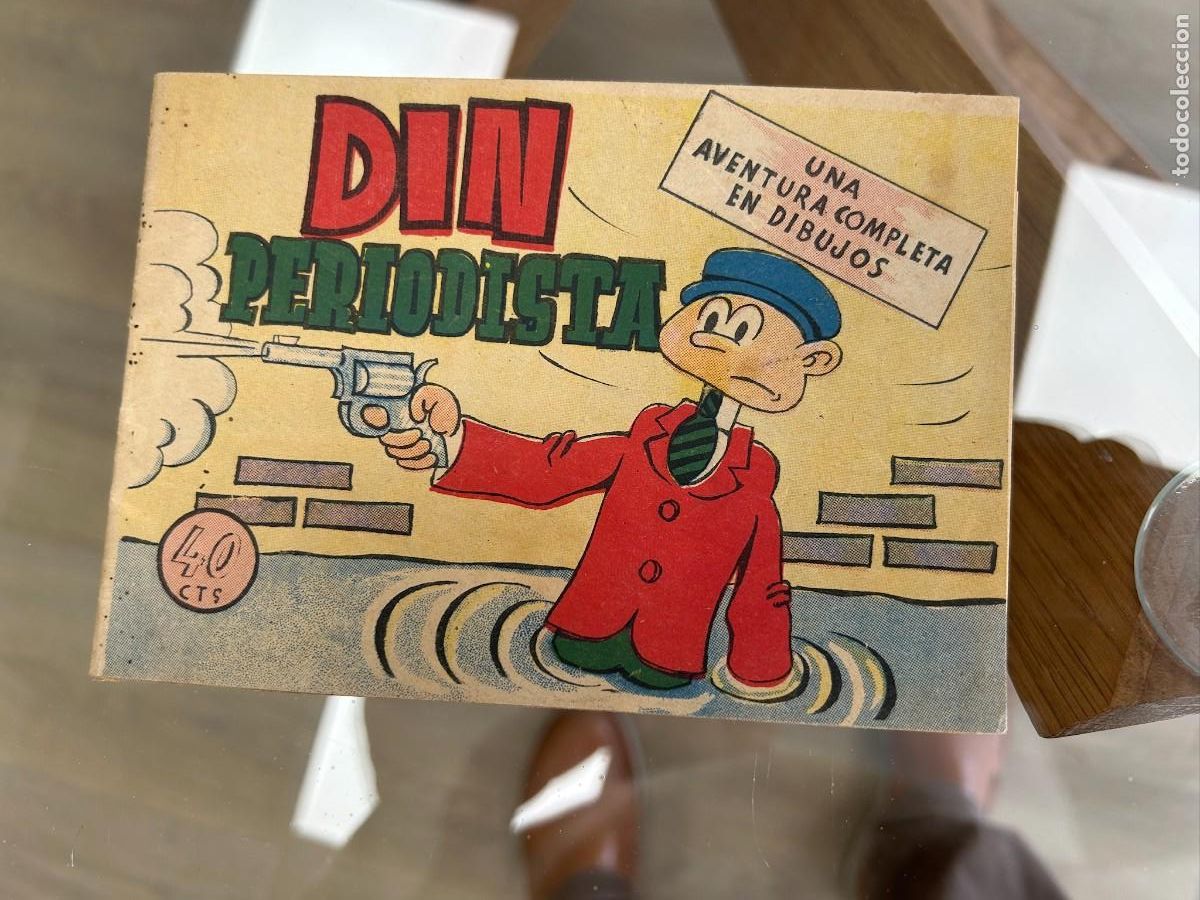 DIN
PERIODISTA
UNA
AVENTURA COMPLETA
EN DIBUJOS
40
CTS
todocoleccion